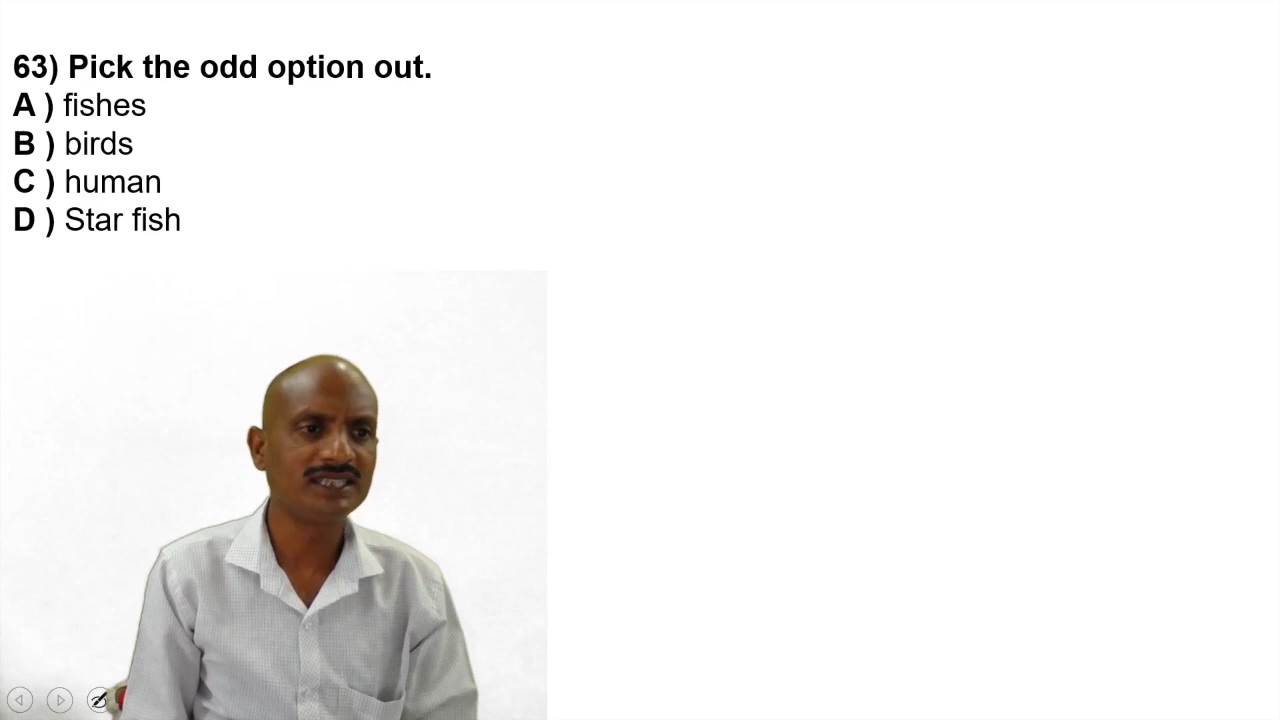 63) Pick the odd option out.
A ) fishes
B ) birds
C ) human
D ) Star fish